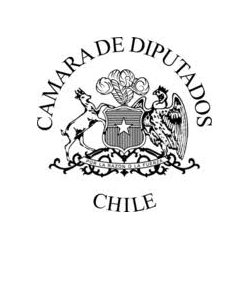 CAMARA DE DIPUTADOS
POR LA RAZON O LA FUERZA
CHILE